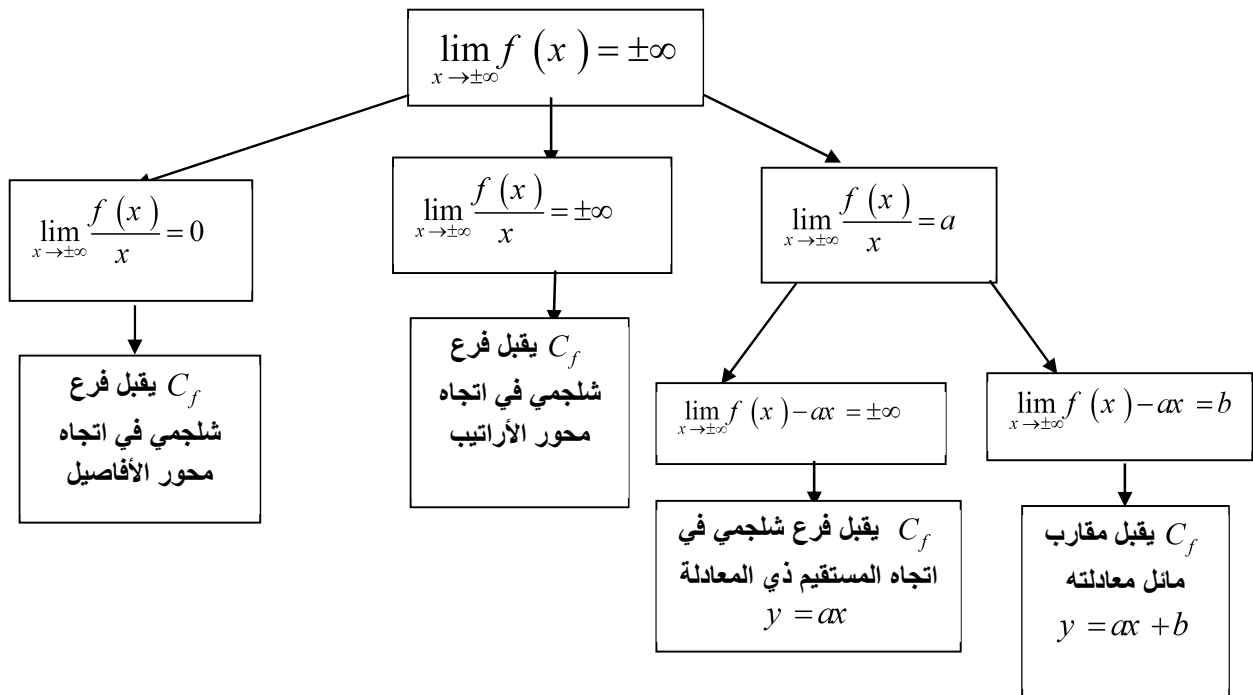 lim f (x) = ±∞
x→±∞
lim f (x)/x = 0
x→±∞
lim f (x)/x = ±∞
x→±∞
lim f (x)/x = a
x→±∞
C_f يقبل فرع
شلجمي في اتجاه
محور الأفاصيل
C_f يقبل فرع
شلجمي في اتجاه
محور الأراتيب
lim f (x) − ax = ±∞
x→±∞
lim f (x) − ax = b
x→±∞
C_f يقبل فرع شلجمي في
اتجاه المستقيم ذي المعادلة
y = ax
C_f يقبل مقارب
مائل معادلته
y = ax + b